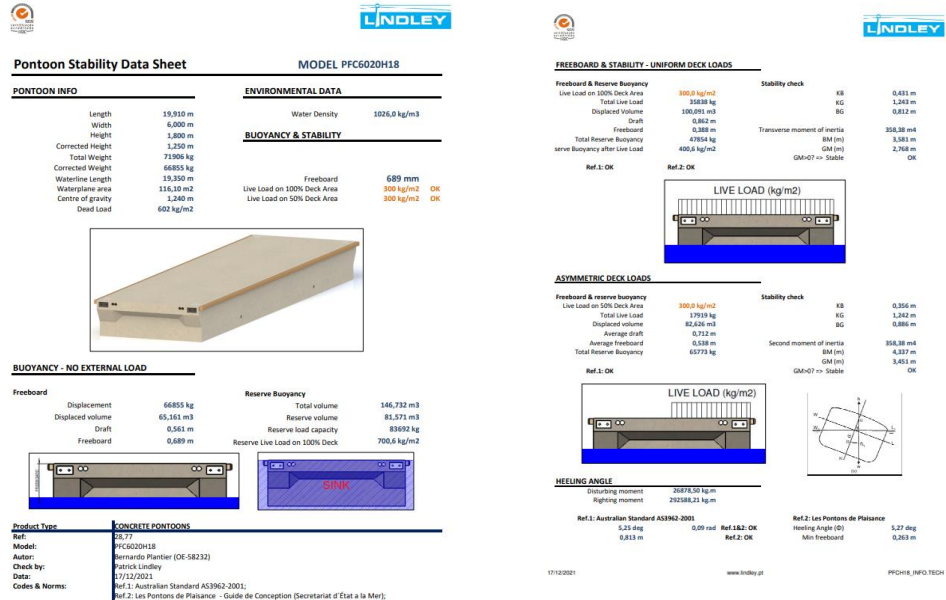 LINDLEY
Pontoon Stability Data Sheet MODEL PFC6020H18
PONTOON INFO
Length 19,910 m
Width 6,000 m
Height 1,800 m
Corrected Height 1,250 m
Total Weight 71906 kg
Corrected Weight 66855 kg
Waterline Length 19,350 m
Waterplane area 116,10 m2
Centre of gravity 1,240 m
Dead Load 602 kg/m2
ENVIRONMENTAL DATA
Water Density 1026,0 kg/m3
BUOYANCY & STABILITY
Freeboard 689 mm
Live Load on 100% Deck Area 300 kg/m2 OK
Live Load on 50% Deck Area 300 kg/m2 OK
BUOYANCY - NO EXTERNAL LOAD
Freeboard
Displacement 66855 kg
Displaced volume 65,161 m3
Draft 0,561 m
Freeboard 0,689 m
Reserve Buoyancy
Total volume 146,732 m3
Reserve volume 81,571 m3
Reserve load capacity 83692 kg
Reserve Live Load on 100% Deck 700,6 kg/m2
SINK
Product Type CONCRETE PONTOONS
Ref: 28,77
Model: PFC6020H18
Autor: Bernardo Plantier (OE-58232)
Check by: Patrick Lindley
Data: 17/12/2021
Codes & Norms: Ref.1: Australian Standard AS3962-2001;
Ref.2: Les Pontons de Plaisance - Guide de Conception (Secretariat d´État a la Mer);
LINDLEY
FREEBOARD & STABILITY - UNIFORM DECK LOADS
Freeboard & Reserve Buoyancy
Live Load on 100% Deck Area 300,0 kg/m2
Total Live Load 35838 kg
Displaced Volume 100,091 m3
Draft 0,862 m
Freeboard 0,388 m
Total Reserve Buoyancy 47854 kg
serve Buoyancy after Live Load 400,6 kg/m2
Ref.1: OK Ref.2: OK
Stability check
KB 0,431 m
KG 1,243 m
BG 0,812 m
Transverse moment of inertia 358,38 m4
BM (m) 3,581 m
GM (m) 2,768 m
GM>0? => Stable OK
LIVE LOAD (kg/m2)
ASYMMETRIC DECK LOADS
Freeboard & reserve buoyancy
Live Load on 50% Deck Area 300,0 kg/m2
Total Live Load 17919 kg
Displaced volume 82,626 m3
Average draft 0,712 m
Average freeboard 0,538 m
Total Reserve Buoyancy 65773 kg
Ref.1: OK
Stability check
KB 0,356 m
KG 1,242 m
BG 0,886 m
Second moment of inertia 358,38 m4
BM (m) 4,337 m
GM (m) 3,451 m
GM>0? => Stable OK
LIVE LOAD (kg/m2)
HEELING ANGLE
Disturbing moment 26878,50 kg.m
Righting moment 292588,21 kg.m
Ref.1: Australian Standard AS3962-2001
5,25 deg 0,09 rad Ref.1&2: OK
0,813 m Ref.2: OK
Ref.2: Les Pontons de Plaisance
Heeling Angle (Φ) 5,27 deg
Min freeboard 0,263 m
17/12/2021 www.lindley.pt PFCH18_INFO.TECH